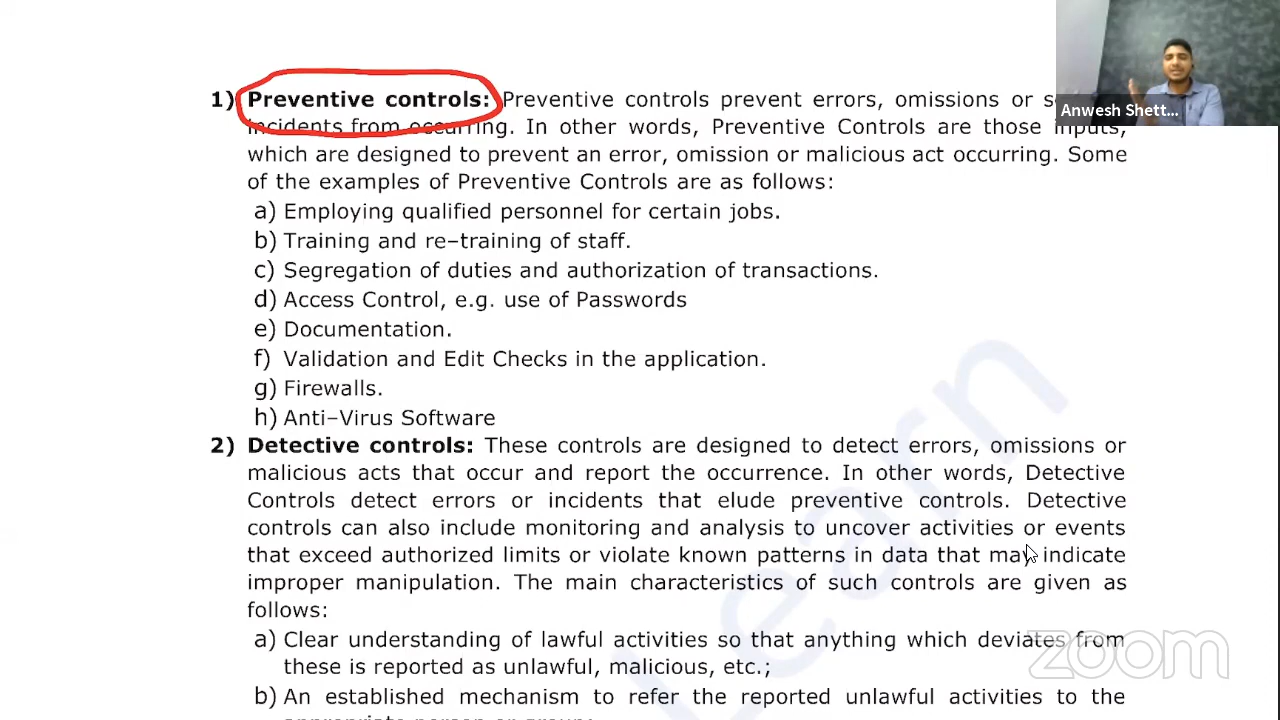 1) Preventive controls: Preventive controls prevent errors, omissions or
incidents from occurring. In other words, Preventive Controls are those inputs,
which are designed to prevent an error, omission or malicious act occurring. Some
of the examples of Preventive Controls are as follows:
a) Employing qualified personnel for certain jobs.
b) Training and re–training of staff.
c) Segregation of duties and authorization of transactions.
d) Access Control, e.g. use of Passwords
e) Documentation.
f) Validation and Edit Checks in the application.
g) Firewalls.
h) Anti–Virus Software
2) Detective controls: These controls are designed to detect errors, omissions or
malicious acts that occur and report the occurrence. In other words, Detective
Controls detect errors or incidents that elude preventive controls. Detective
controls can also include monitoring and analysis to uncover activities or events
that exceed authorized limits or violate known patterns in data that may indicate
improper manipulation. The main characteristics of such controls are given as
follows:
a) Clear understanding of lawful activities so that anything which deviates from
these is reported as unlawful, malicious, etc.;
b) An established mechanism to refer the reported unlawful activities to the
appropriate person or group;
Anwesh Shett...
Learn
zoom